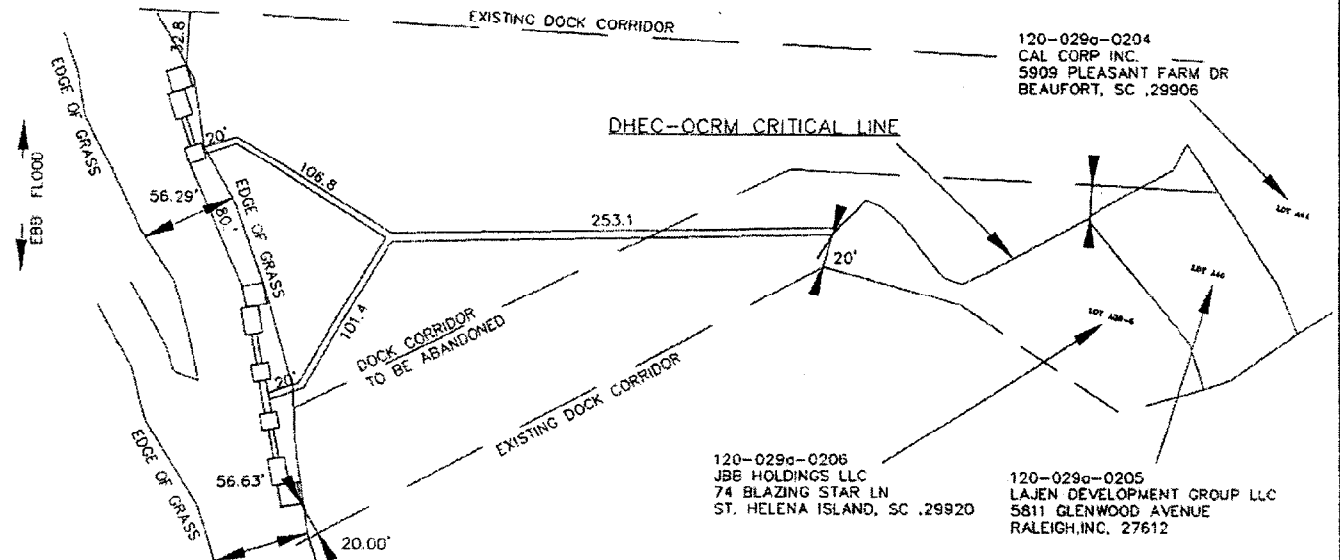 EXISTING DOCK CORRIDOR
32.8
120-029a-0204
CAL CORP INC.
5909 PLEASANT FARM DR
BEAUFORT, SC ,29906
EDGE OF GRASS
DHEC-OCRM CRITICAL LINE
EBB FLOOD
20'
106.8
56.29'
80.'
EDGE OF GRASS
253.1
20'
LOT
LOT
LOT
101.4
DOCK CORRIDOR
TO BE ABANDONED
20'
EXISTING DOCK CORRIDOR
EDGE OF GRASS
56.63'
20.00'
120-029a-0206
JBB HOLDINGS LLC
74 BLAZING STAR LN
ST. HELENA ISLAND, SC ,29920
120-029a-0205
LAJEN DEVELOPMENT GROUP LLC
5811 GLENWOOD AVENUE
RALEIGH,INC, 27612